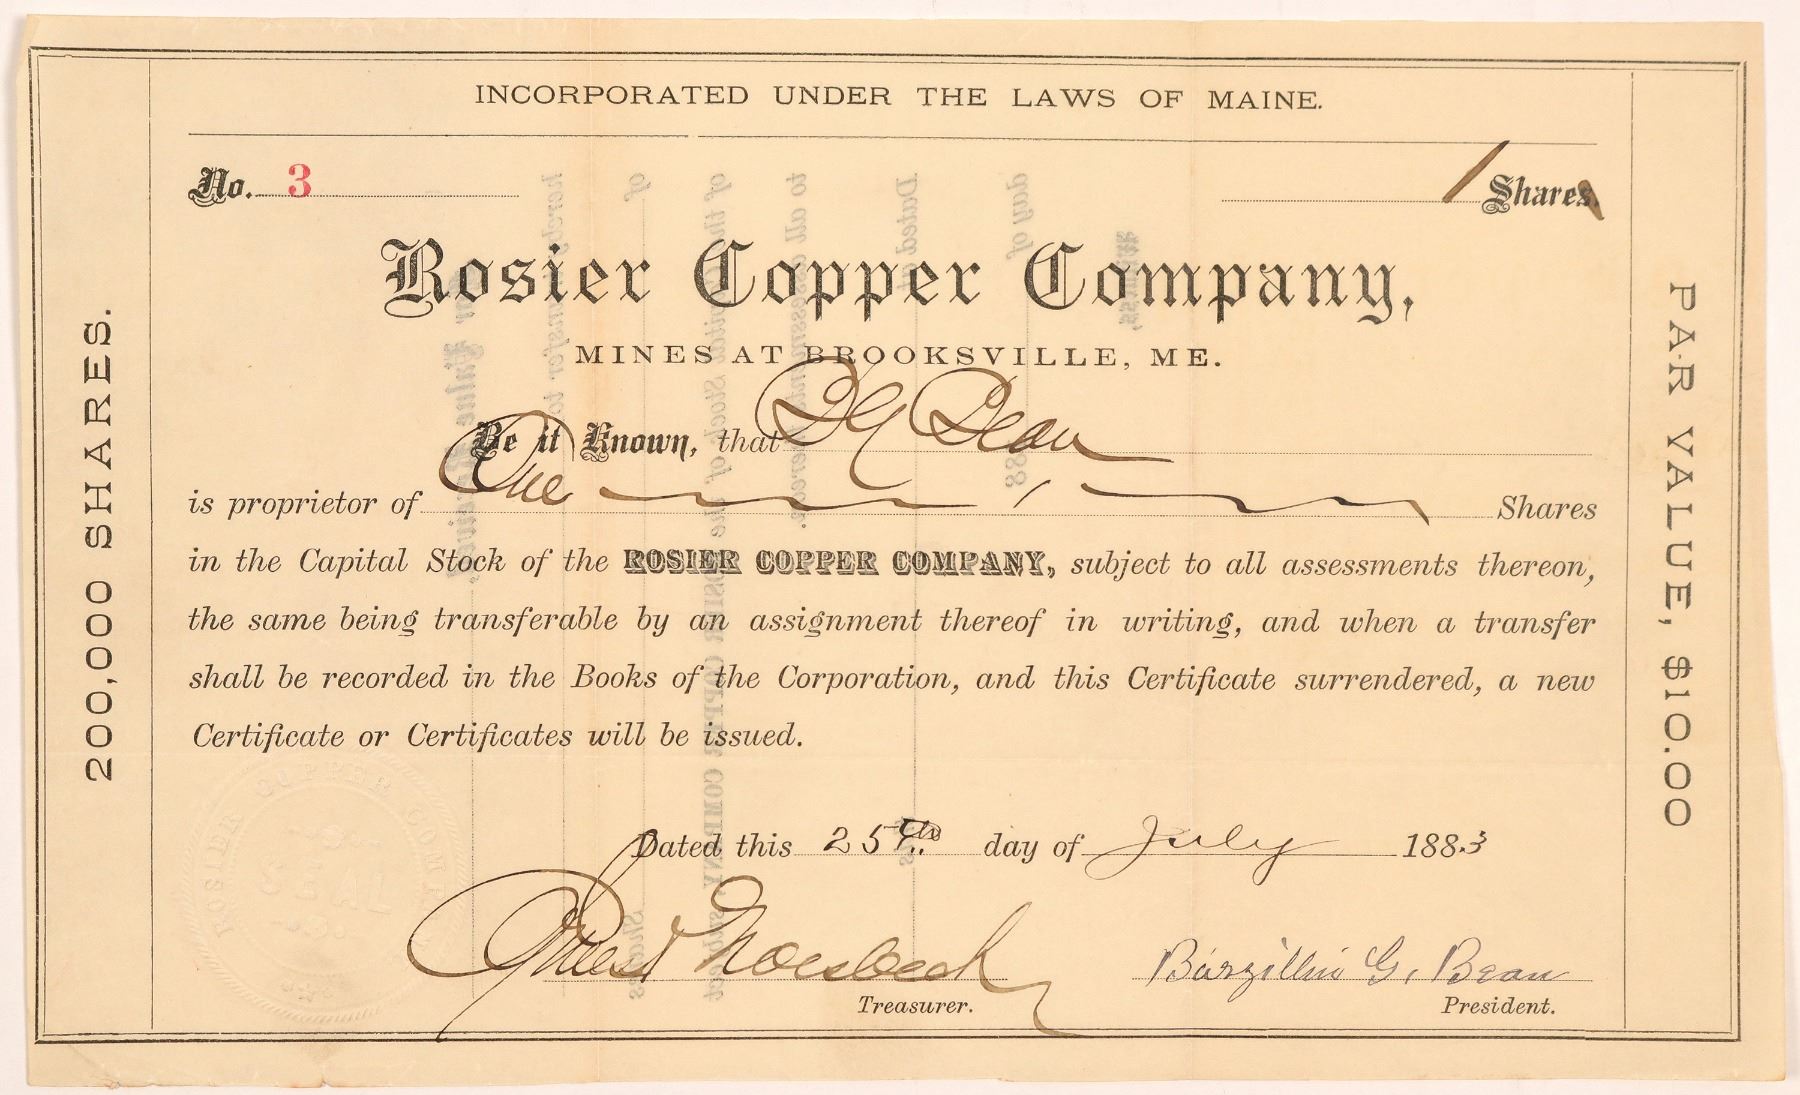 INCORPORATED UNDER THE LAWS OF MAINE.
No. 3
1 Shares.
Rosier Copper Company,
MINES AT BROOKSVILLE, ME.
Be it Known, that B G Bean
is proprietor of One Shares
in the Capital Stock of the ROSIER COPPER COMPANY, subject to all assessments thereon,
the same being transferable by an assignment thereof in writing, and when a transfer
shall be recorded in the Books of the Corporation, and this Certificate surrendered, a new
Certificate or Certificates will be issued.
Dated this 25th day of July 1883
Treasurer.
Barzillai G. Bean
President.
200,000 SHARES.
PAR VALUE, $10.00
ROSIER COPPER COM
SEAL